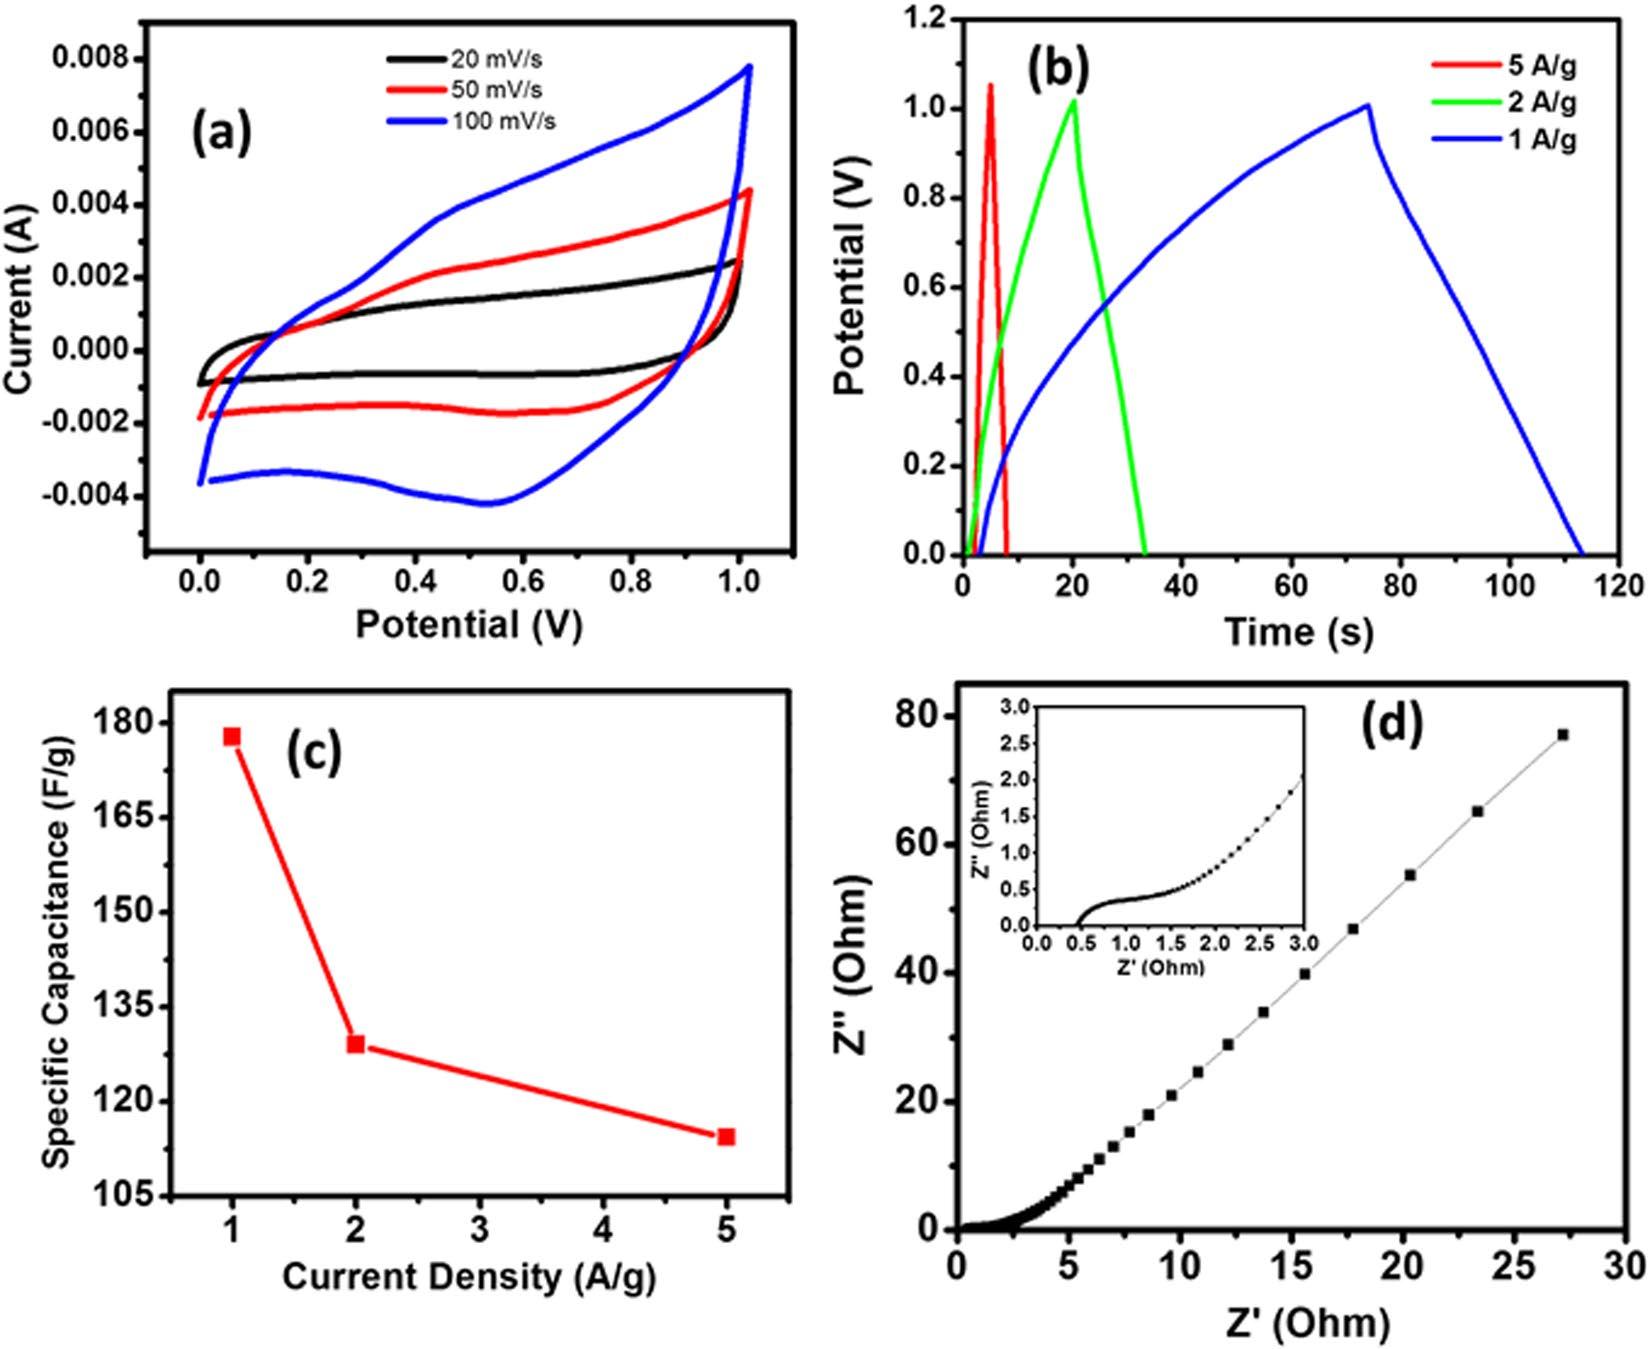 (a)
20 mV/s
50 mV/s
100 mV/s
0.008
0.006
0.004
0.002
0.000
-0.002
-0.004
Current (A)
0.0 0.2 0.4 0.6 0.8 1.0
Potential (V)
(b)
5 A/g
2 A/g
1 A/g
1.2
1.0
0.8
0.6
0.4
0.2
0.0
Potential (V)
0 20 40 60 80 100 120
Time (s)
(c)
180
165
150
135
120
105
Specific Capacitance (F/g)
1 2 3 4 5
Current Density (A/g)
(d)
80
60
40
20
0
Z'' (Ohm)
0 5 10 15 20 25 30
Z' (Ohm)
3.0
2.5
2.0
1.5
1.0
0.5
0.0
Z'' (Ohm)
0.0 0.5 1.0 1.5 2.0 2.5 3.0
Z' (Ohm)